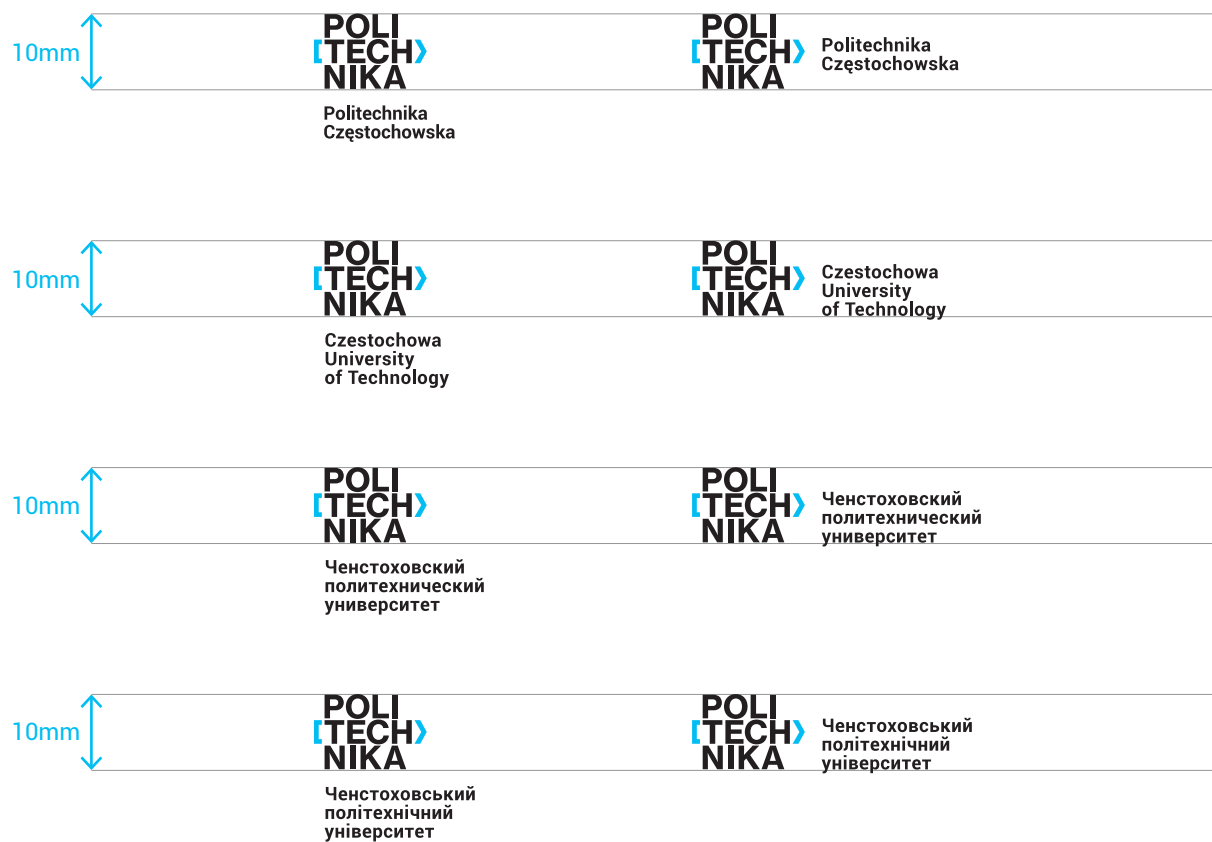 10mm
POLI
[TECH⟩
NIKA
Politechnika
Częstochowska
POLI
[TECH⟩
NIKA
Politechnika
Częstochowska
10mm
POLI
[TECH⟩
NIKA
Czestochowa
University
of Technology
POLI
[TECH⟩
NIKA
Czestochowa
University
of Technology
10mm
POLI
[TECH⟩
NIKA
Ченстоховский
политехнический
университет
POLI
[TECH⟩
NIKA
Ченстоховский
политехнический
университет
10mm
POLI
[TECH⟩
NIKA
Ченстоховський
політехнічний
університет
POLI
[TECH⟩
NIKA
Ченстоховський
політехнічний
університет